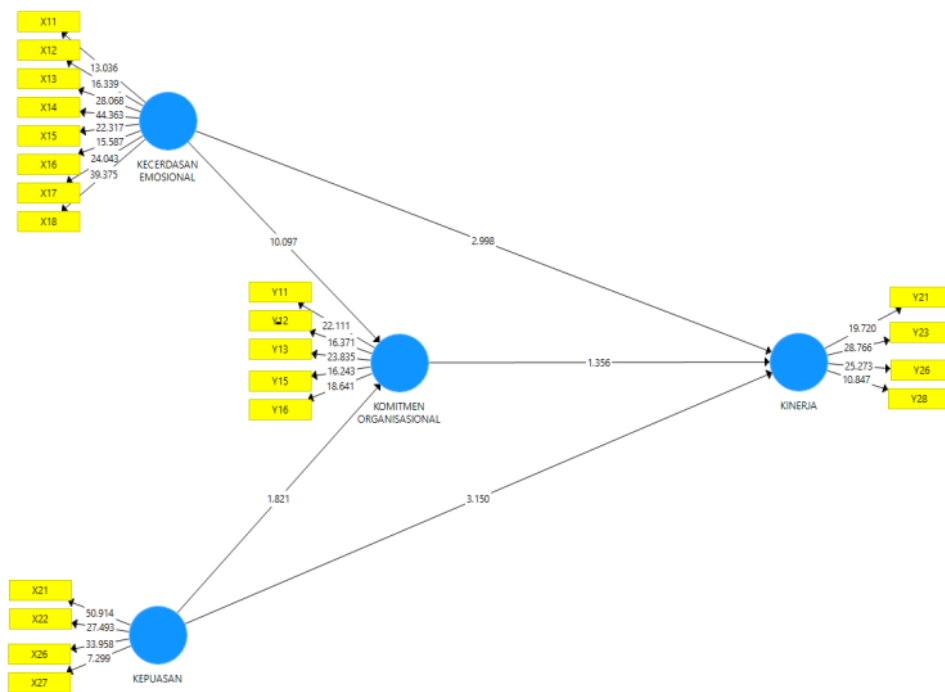 X11
X12
X13
X14
X15
X16
X17
X18
13.036
16.339
28.068
44.363
22.317
15.587
24.043
39.375
KECERDASAN
EMOSIONAL
10.097
2.998
Y11
Y12
Y13
Y15
Y16
22.111
16.371
23.835
16.243
18.641
KOMITMEN
ORGANISASIONAL
1.356
KINERJA
19.720
28.766
25.273
10.847
Y21
Y23
Y26
Y28
1.821
3.150
X21
X22
X26
X27
50.914
27.493
33.958
7.299
KEPUASAN